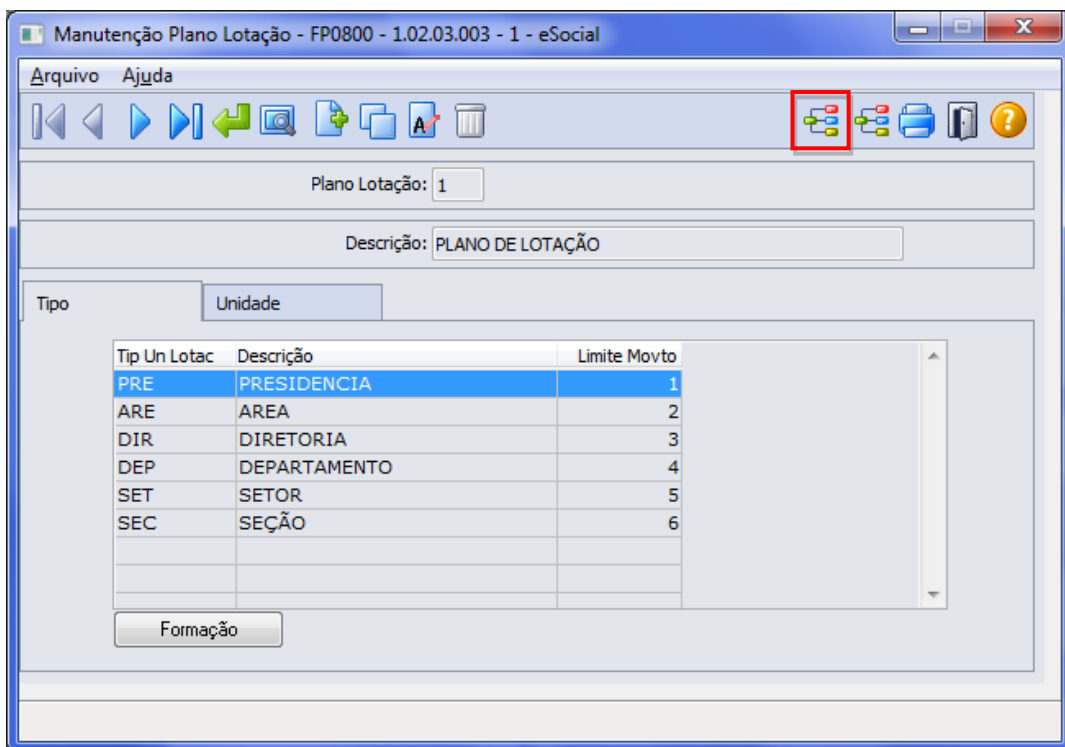 Manutenção Plano Lotação - FP0800 - 1.02.03.003 - 1 - eSocial
Arquivo Ajuda
Plano Lotação: 1
Descrição: PLANO DE LOTAÇÃO
Tipo Unidade
Tip Un Lotac Descrição Limite Movto
PRE PRESIDENCIA 1
ARE AREA 2
DIR DIRETORIA 3
DEP DEPARTAMENTO 4
SET SETOR 5
SEC SEÇÃO 6
Formação